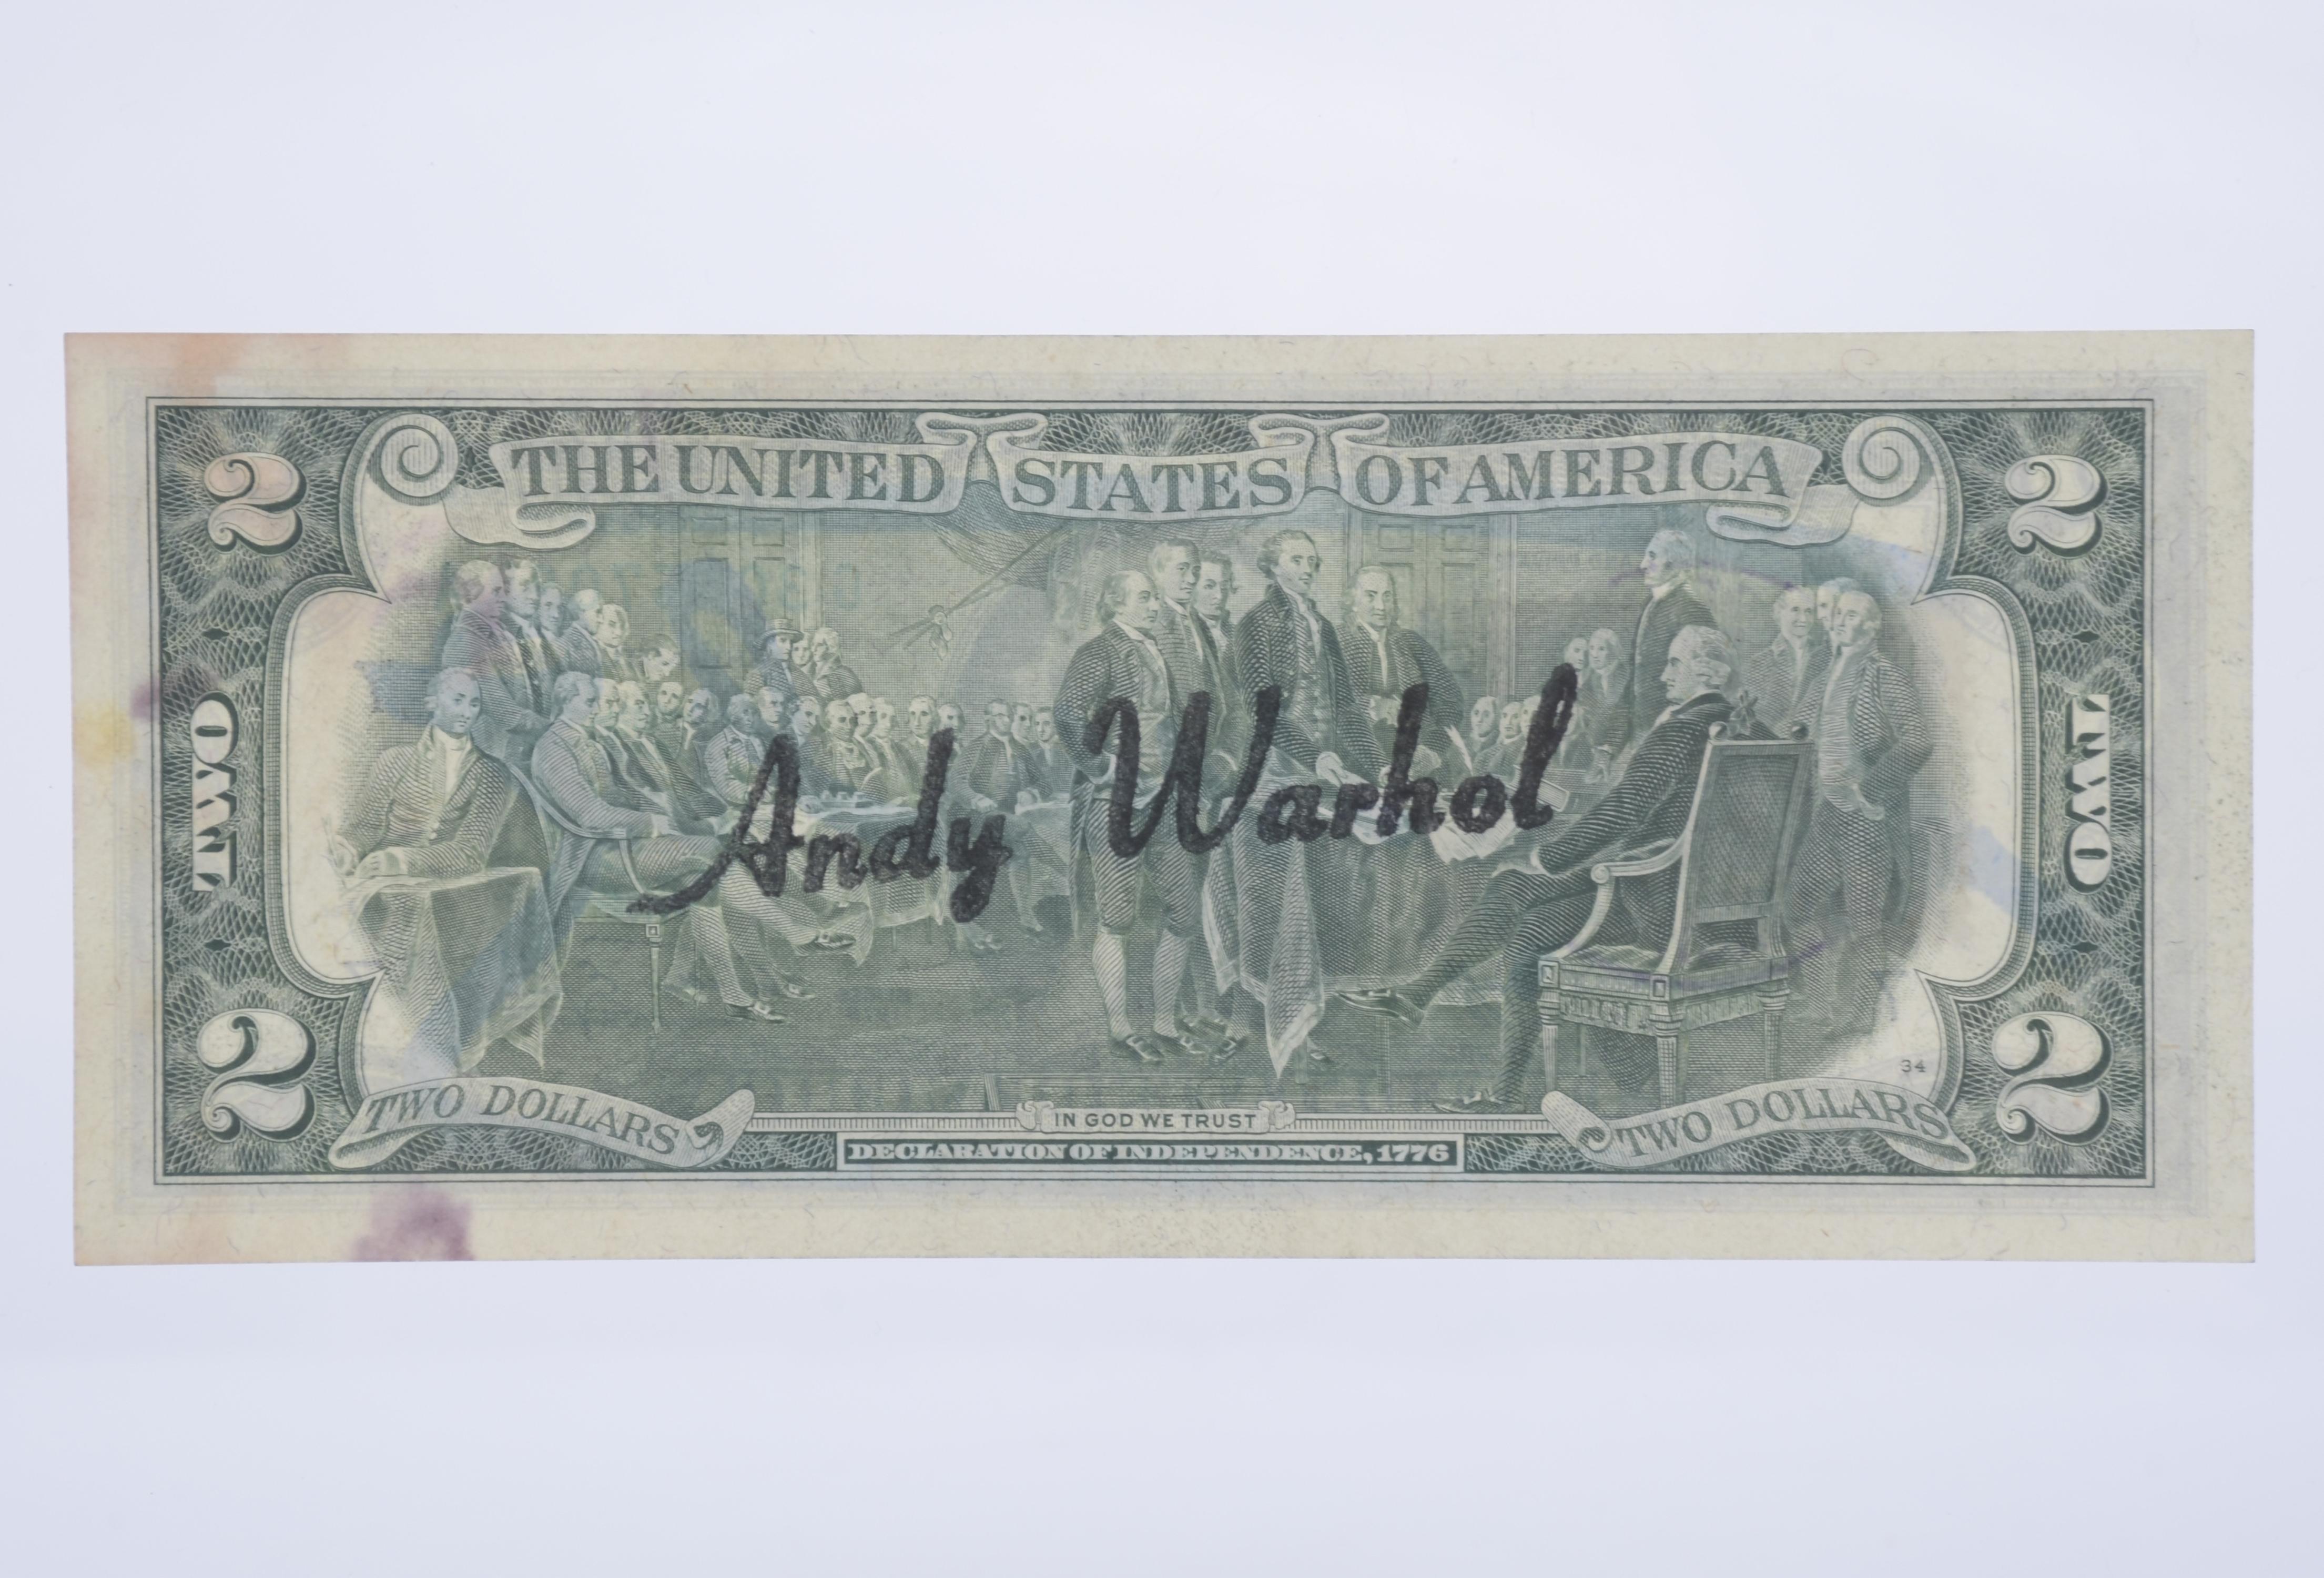 THE UNITED STATES OF AMERICA
2
2
TWO
TWO
Andy Warhol
34
2
2
TWO DOLLARS
IN GOD WE TRUST
TWO DOLLARS
DECLARATION OF INDEPENDENCE, 1776